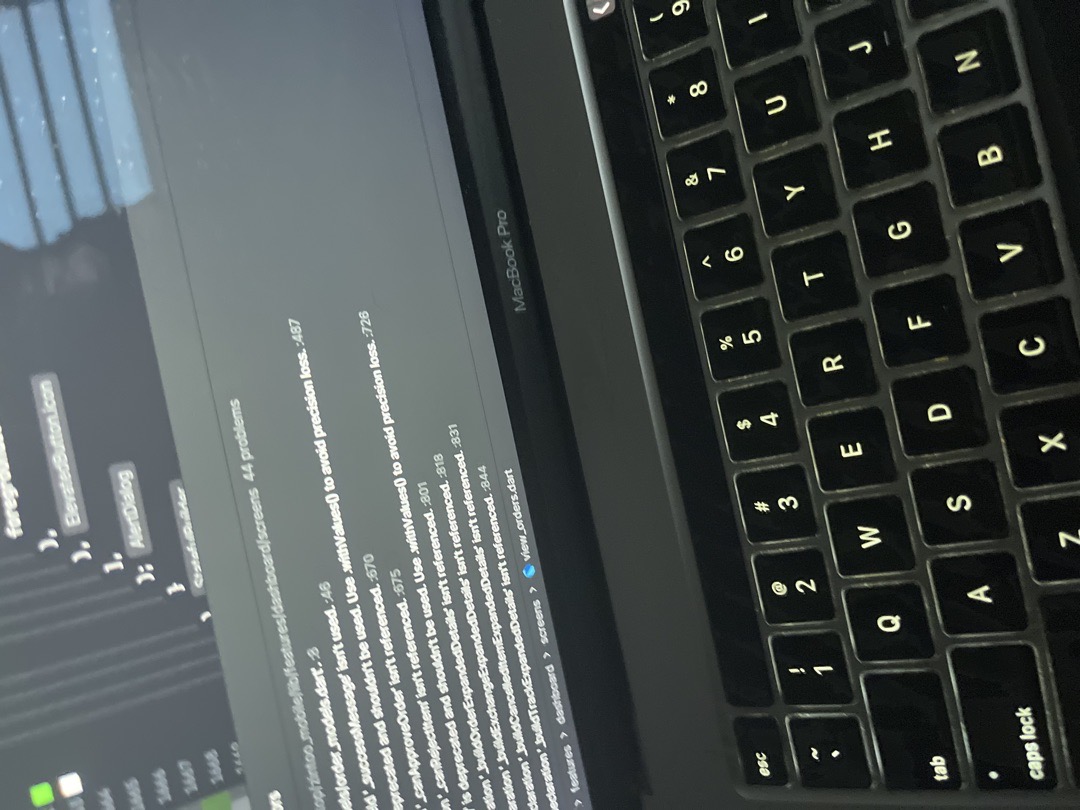 ),
), ElevatedButton.icon
],
); AlertDialog
}
1665
1666
1667
1668
StatefulBuilder
zintoo_mobile/lib/features/dashboard/screens 44 problems
order_models.dart'. :8
'_successMessage' isn't used. :46
deprecated and shouldn't be used. Use .withValues() to avoid precision loss. :487
'_canApproveOrder' isn't referenced. :670
'_canRejectItem' isn't referenced. :675
' is deprecated and shouldn't be used. Use .withValues() to avoid precision loss. :726
'_buildOrderExpandedDetails' isn't referenced. :801
'_buildExchangeExpandedDetails' isn't referenced. :818
'_buildCancelledItemExpandedDetails' isn't referenced. :831
declaration '_buildTrackExpandedDetails' isn't referenced. :844
> features > dashboard > screens > view_orders.dart
MacBook Pro
esc
~ ` ! 1 @ 2 # 3 $ 4 % 5 ^ 6 & 7 * 8 ( 9
tab Q W E R T Y U I
caps lock A S D F G H J
Z X C V B N